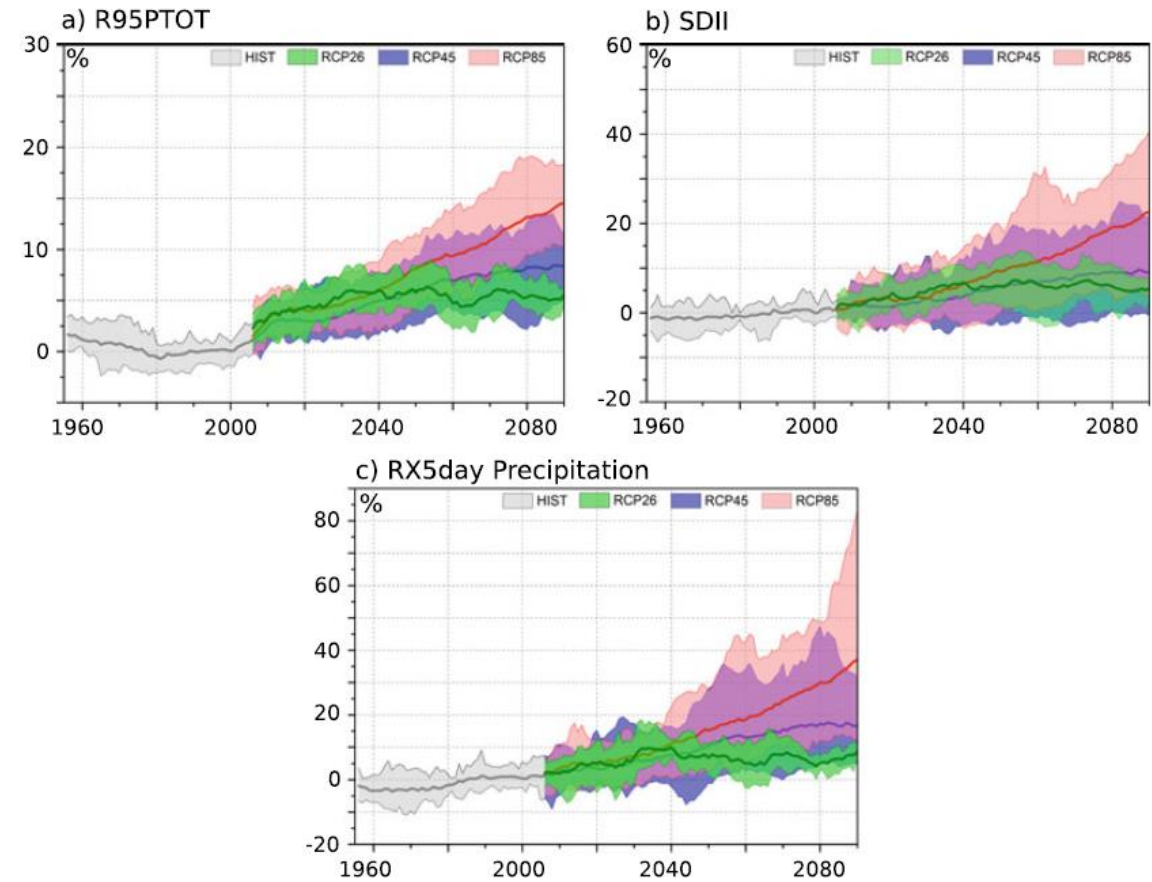 a) R95PTOT
30
%
HIST RCP26 RCP45 RCP85
20
10
0
1960 2000 2040 2080
b) SDII
60
%
HIST RCP26 RCP45 RCP85
40
20
0
-20
1960 2000 2040 2080
c) RX5day Precipitation
%
HIST RCP26 RCP45 RCP85
80
60
40
20
0
-20
1960 2000 2040 2080